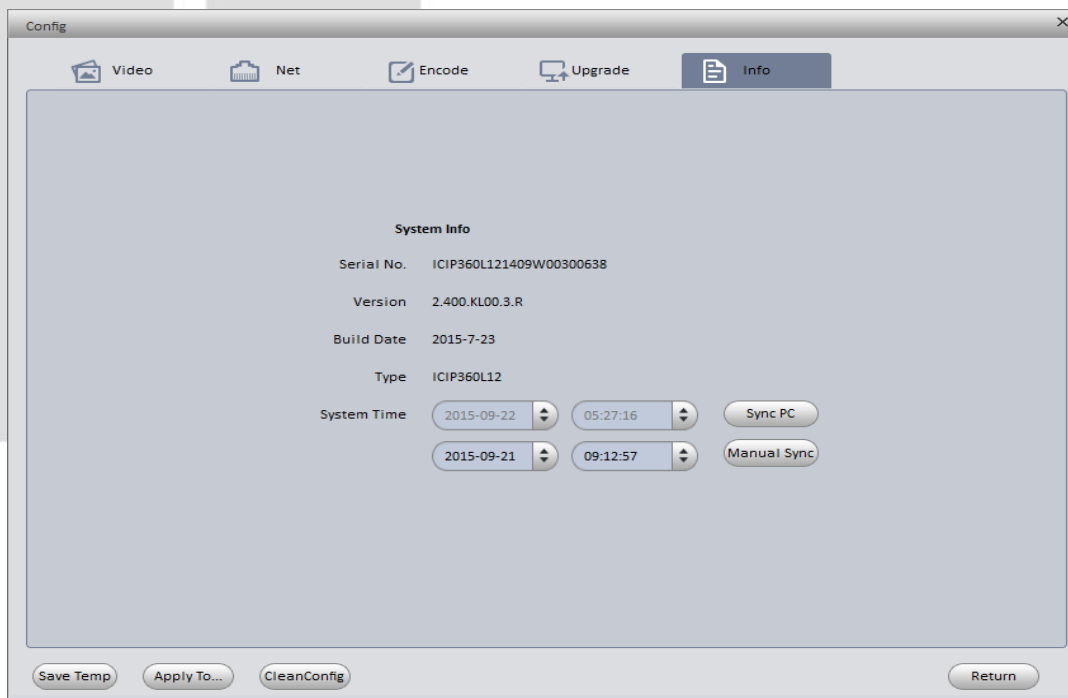 Config
Video Net Encode Upgrade Info
System Info
Serial No. ICIP360L121409W00300638
Version 2.400.KL00.3.R
Build Date 2015-7-23
Type ICIP360L12
System Time 2015-09-22 05:27:16 Sync PC
2015-09-21 09:12:57 Manual Sync
Save Temp Apply To... CleanConfig Return